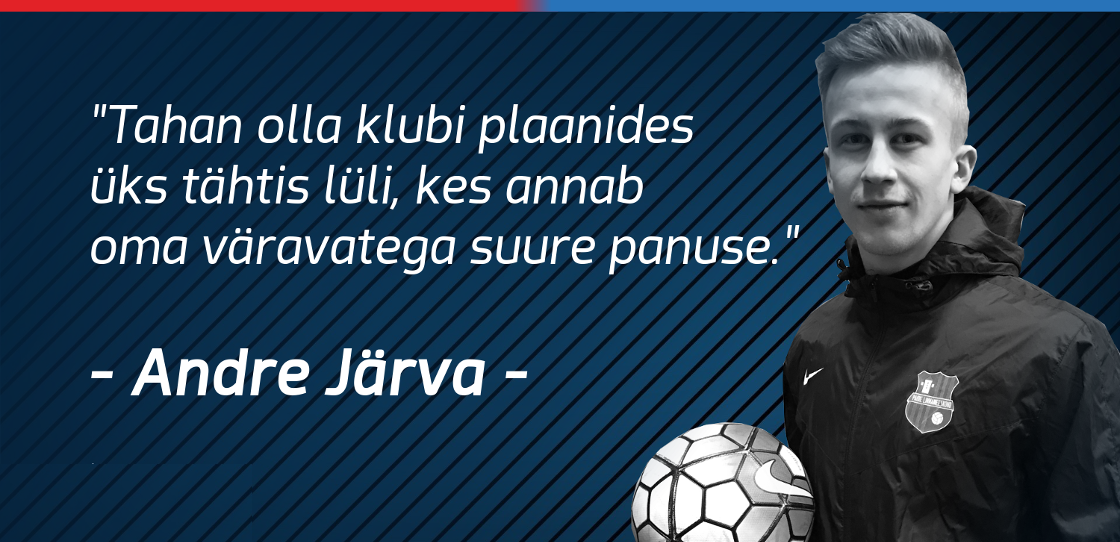 "Tahan olla klubi plaanides
üks tähtis lüli, kes annab
oma väravatega suure panuse."
- Andre Järva -